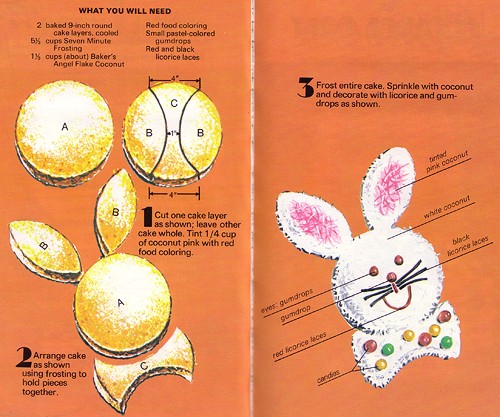 WHAT YOU WILL NEED
2 baked 9-inch round
cake layers, cooled
5½ cups Seven Minute
Frosting
1⅓ cups (about) Baker's
Angel Flake Coconut
Red food coloring
Small pastel-colored
gumdrops
Red and black
licorice laces
4"
A
B
C
B
1"
4"
B
B
A
C
1 Cut one cake layer
as shown; leave other
cake whole. Tint 1/4 cup
of coconut pink with red
food coloring.
2 Arrange cake
as shown
using frosting to
hold pieces
together.
3 Frost entire cake. Sprinkle with coconut
and decorate with licorice and gum-
drops as shown.
tinted
pink coconut
white coconut
black
licorice laces
eyes: gumdrops
gumdrop
red licorice laces
candies